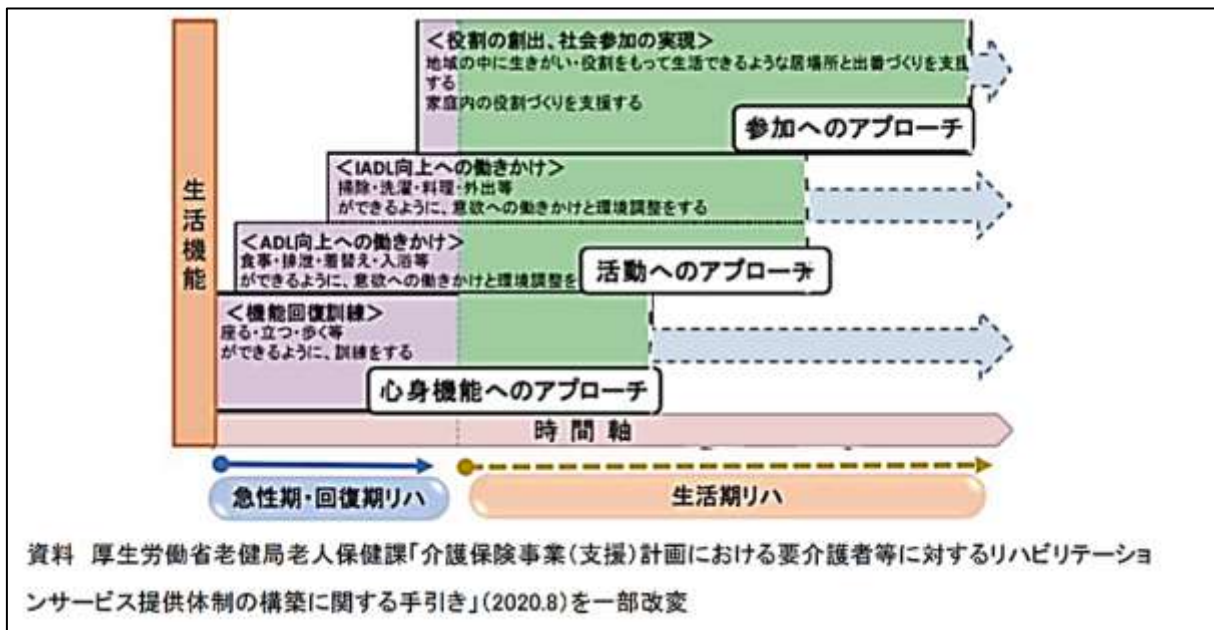 <役割の創出、社会参加の実現>
地域の中に生きがい・役割をもって生活できるような居場所と出番づくりを支援
する
家庭内の役割づくりを支援する
参加へのアプローチ
<IADL向上への働きかけ>
掃除・洗濯・料理・外出等
ができるように、意欲への働きかけと環境調整をする
生活機能
<ADL向上への働きかけ>
食事・排泄・着替え・入浴等
ができるように、意欲への働きかけと環境調整を
活動へのアプローチ
<機能回復訓練>
座る・立つ・歩く等
ができるように、訓練をする
心身機能へのアプローチ
時間軸
急性期・回復期リハ
生活期リハ
資料 厚生労働省老健局老人保健課「介護保険事業(支援)計画における要介護者等に対するリハビリテーショ
ンサービス提供体制の構築に関する手引き」(2020.8)を一部改変